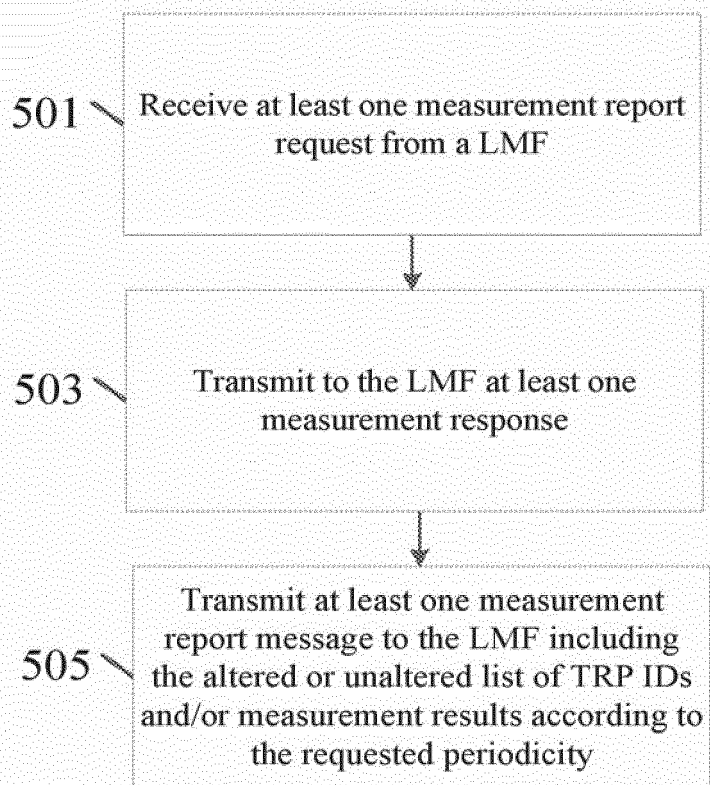 501
Receive at least one measurement report
request from a LMF
503
Transmit to the LMF at least one
measurement response
505
Transmit at least one measurement
report message to the LMF including
the altered or unaltered list of TRP IDs
and/or measurement results according to
the requested periodicity